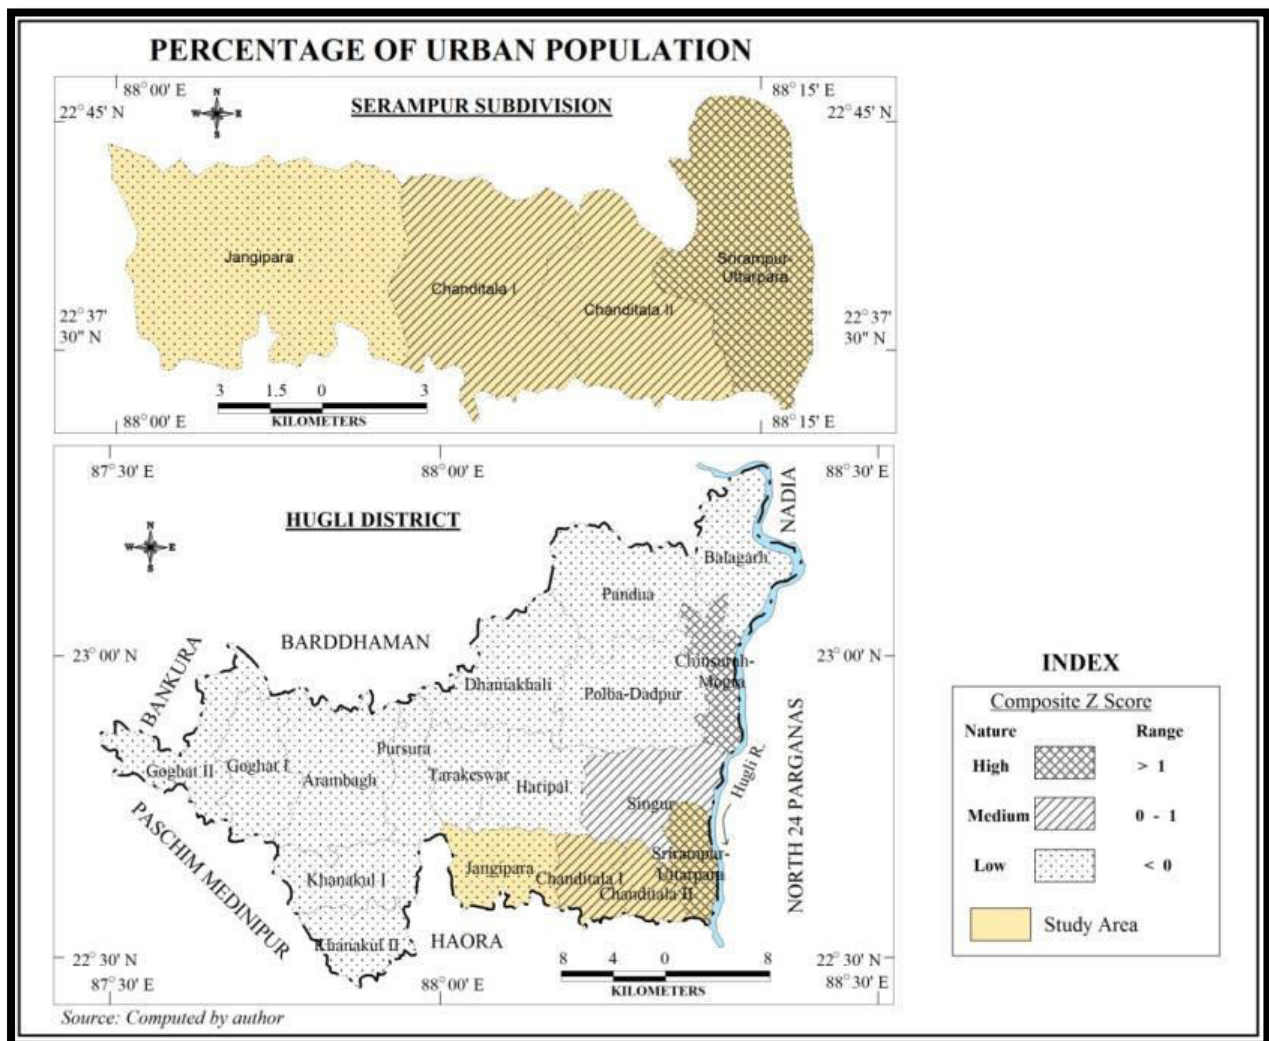 PERCENTAGE OF URBAN POPULATION
88° 00' E
N
W E
S
SERAMPUR SUBDIVISION
88° 15' E
22° 45' N
22° 45' N
Jangipara
Chanditala I
Chanditala II
Srirampur-
Uttarpara
22° 37'
30" N
22° 37'
30" N
3 1.5 0 3
KILOMETERS
88° 00' E
88° 15' E
87° 30' E
88° 00' E
88° 30' E
HUGLI DISTRICT
N
W E
S
NADIA
Balagarh
Pandua
BARDDHAMAN
BANKURA
23° 00' N
23° 00' N
Chinsurah-
Mogra
Dhaniakhali
Polba-Dadpur
Pursura
Goghat II
Goghat I
Arambagh
Tarakeswar
Haripal
Singur
Hugli R.
NORTH 24 PARGANAS
PASCHIM MEDINIPUR
Jangipara
Chanditala I
Chanditala II
Srirampur-
Uttarpara
Khanakul I
Khanakul II
HAORA
22° 30' N
87° 30' E
88° 00' E
8 4 0 8
KILOMETERS
22° 30' N
88° 30' E
Source: Computed by author
INDEX
Composite Z Score
Nature Range
High > 1
Medium 0 - 1
Low < 0
Study Area